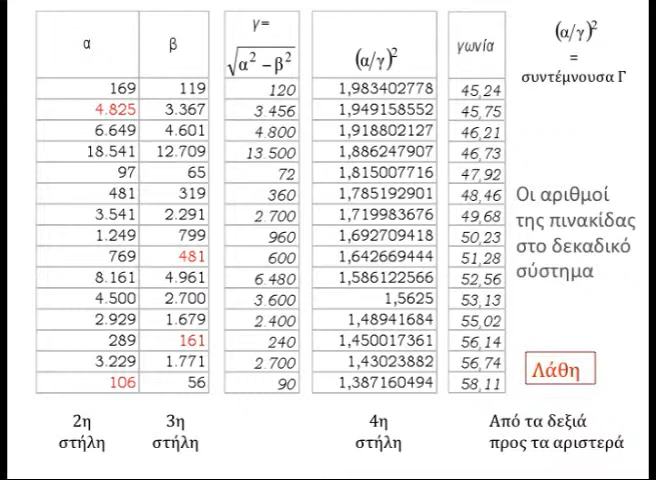 α β γ= √α² − β² (α/γ)² γωνία
169 119 120 1,983402778 45,24
4.825 3.367 3.456 1,949158552 45,75
6.649 4.601 4.800 1,918802127 46,21
18.541 12.709 13.500 1,886247907 46,73
97 65 72 1,815007716 47,92
481 319 360 1,785192901 48,46
3.541 2.291 2.700 1,719983676 49,68
1.249 799 960 1,692709418 50,23
769 481 600 1,642669444 51,28
8.161 4.961 6.480 1,586122566 52,56
4.500 2.700 3.600 1,5625 53,13
2.929 1.679 2.400 1,48941684 55,02
289 161 240 1,450017361 56,14
3.229 1.771 2.700 1,43023882 56,74
106 56 90 1,387160494 58,11
2η 3η 4η
στήλη στήλη στήλη
(α/γ)²
=
συντέμνουσα Γ
Οι αριθμοί
της πινακίδας
στο δεκαδικό
σύστημα
Λάθη
Από τα δεξιά
προς τα αριστερά